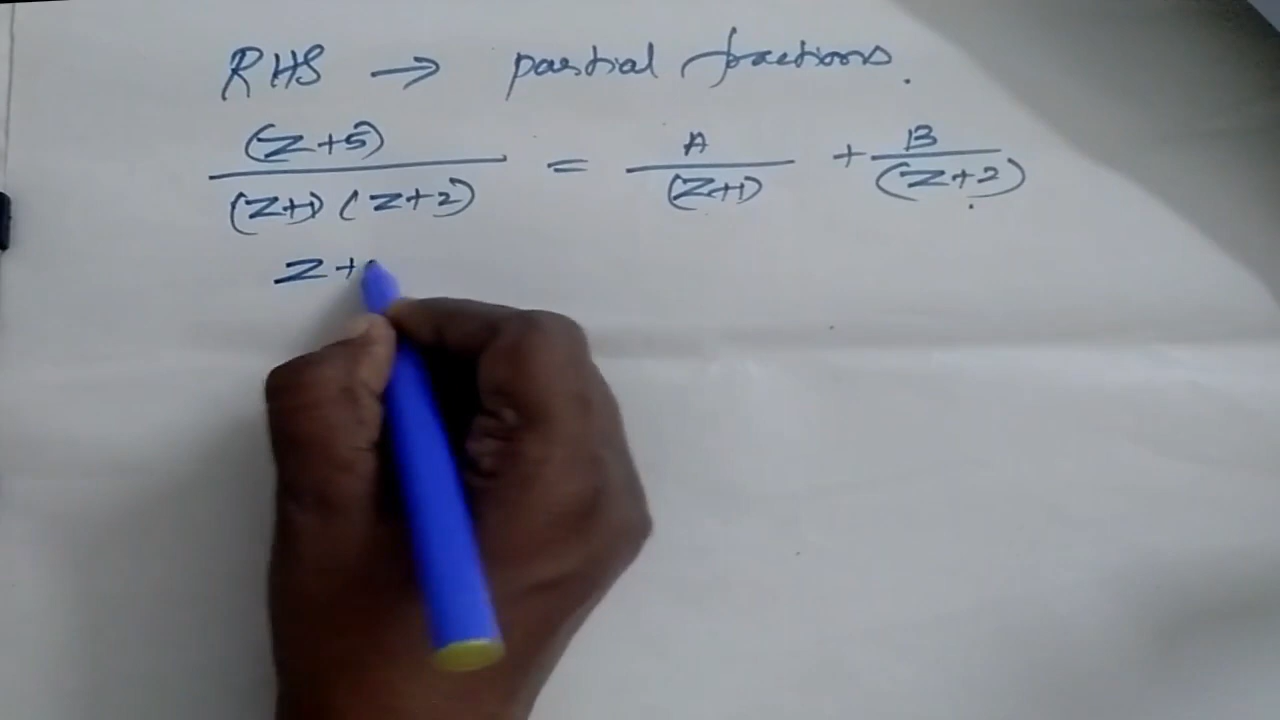 RHS → partial fractions.
(z+5) / (z+1) (z+2) = A / (z+1) + B / (z+2)
z+